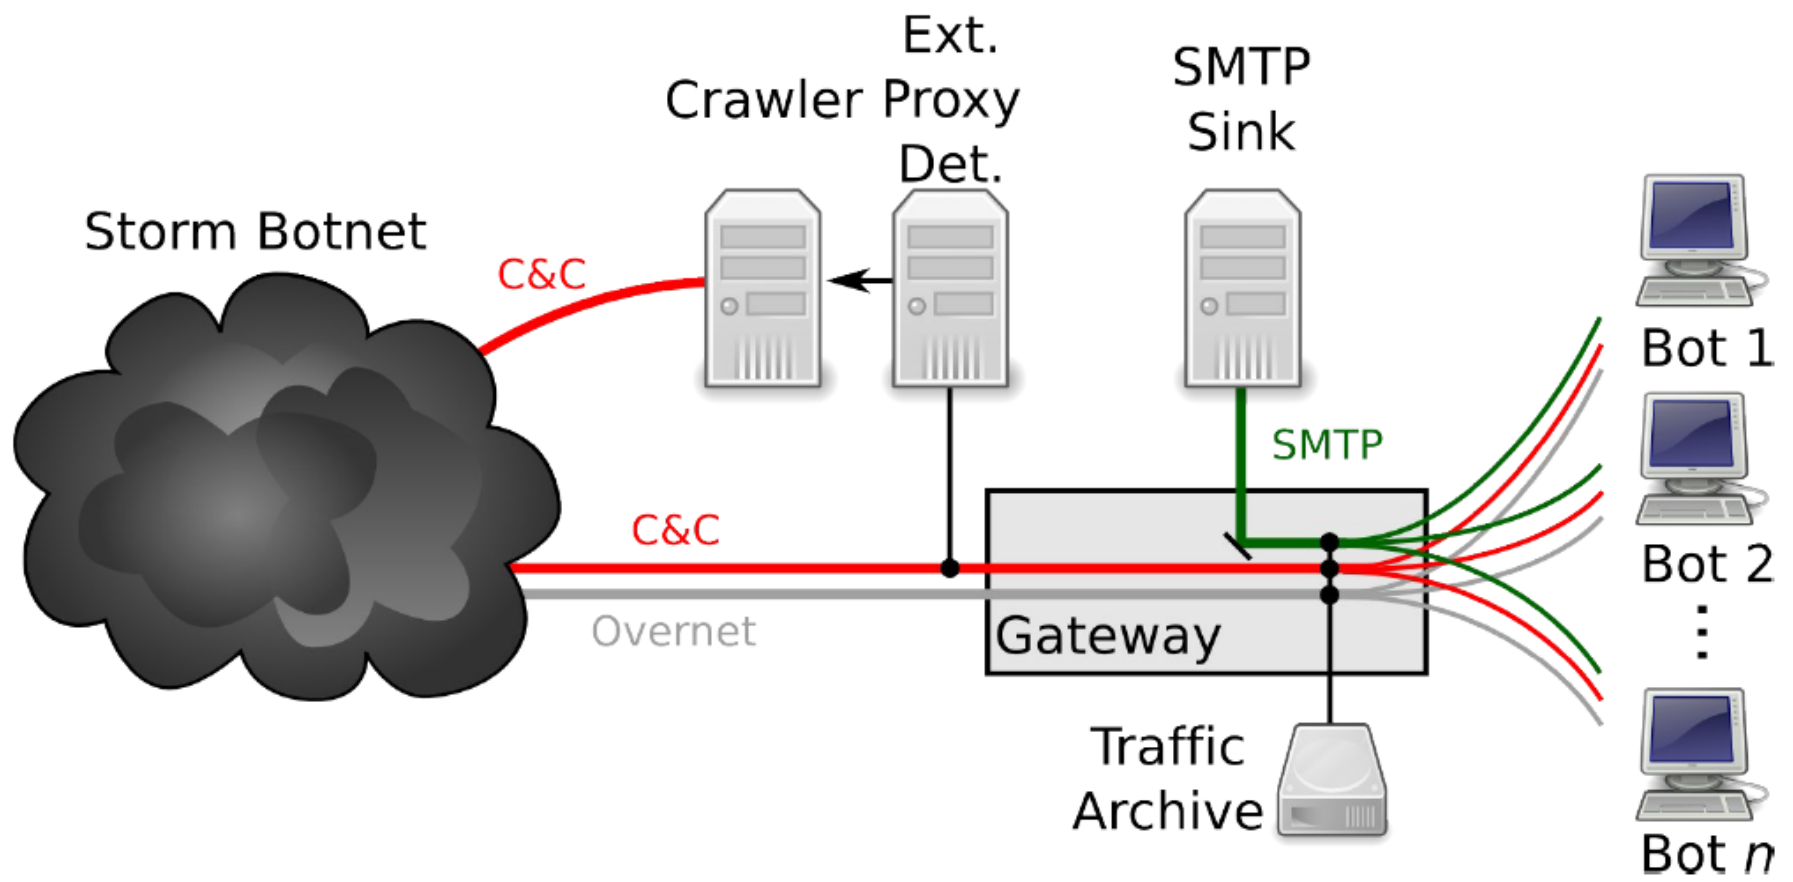 Ext.
Crawler Proxy
Det.
SMTP
Sink
Storm Botnet
C&C
Bot 1
SMTP
C&C
Bot 2
Overnet
Gateway
⋮
Traffic
Archive
Bot n